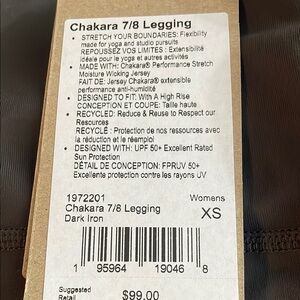 Chakara 7/8 Legging
• STRETCH YOUR BOUNDARIES: Flexibility
made for yoga and studio pursuits
REPOUSSEZ VOS LIMITES : Extensibilité
idéale pour le yoga et autres activités
• MADE WITH: Chakara® Performance Stretch
Moisture Wicking Jersey
FAIT DE: Jersey Chakara® extensible
performance anti-humidité
• DESIGNED TO FIT: With A High Rise
CONCEPTION ET COUPE: Taille haute
• RECYCLED: Reduce & Reuse to Respect our
Resources
RECYCLÉ : Protection de nos ressources avec
la réduction et le réemploi
• DESIGNED WITH: UPF 50+ Excellent Rated
Sun Protection
DÉTAIL DE CONCEPTION: FPRUV 50+
Excellente protection contre les rayons UV
1972201
Womens
Chakara 7/8 Legging
XS
Dark Iron
1 95964 19046 8
Suggested
Retail
$99.00